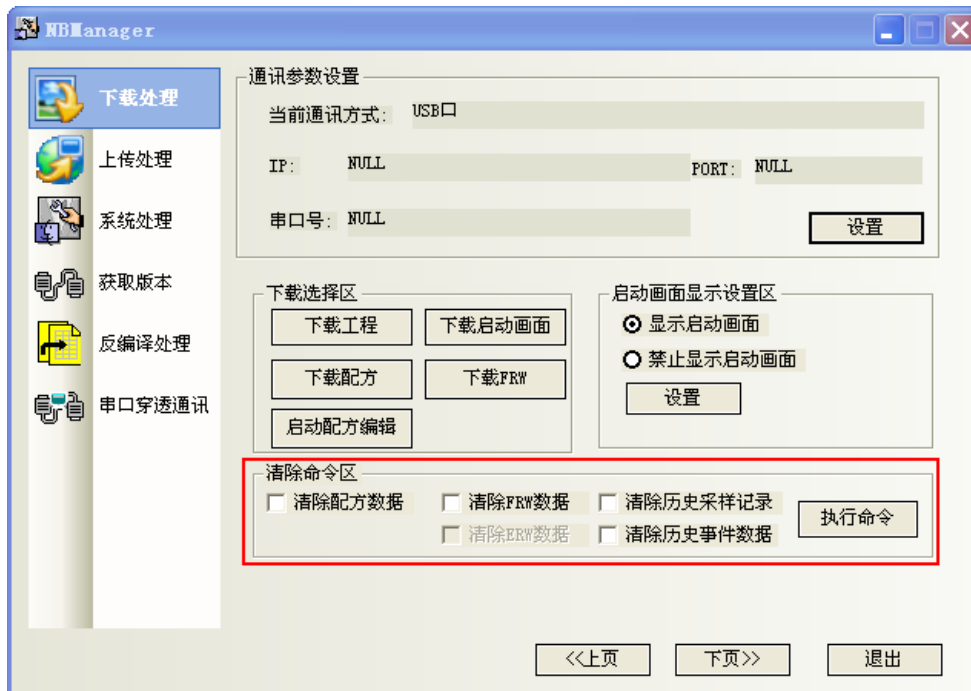 NBManager
下载处理
上传处理
系统处理
获取版本
反编译处理
串口穿透通讯
通讯参数设置
当前通讯方式: USB口
IP: NULL PORT: NULL
串口号: NULL 设置
下载选择区
下载工程 下载启动画面
下载配方 下载FRW
启动配方编辑
启动画面显示设置区
显示启动画面
禁止显示启动画面
设置
清除命令区
清除配方数据 清除FRW数据 清除历史采样记录 执行命令
清除ERW数据 清除历史事件数据
<<上页 下页>> 退出